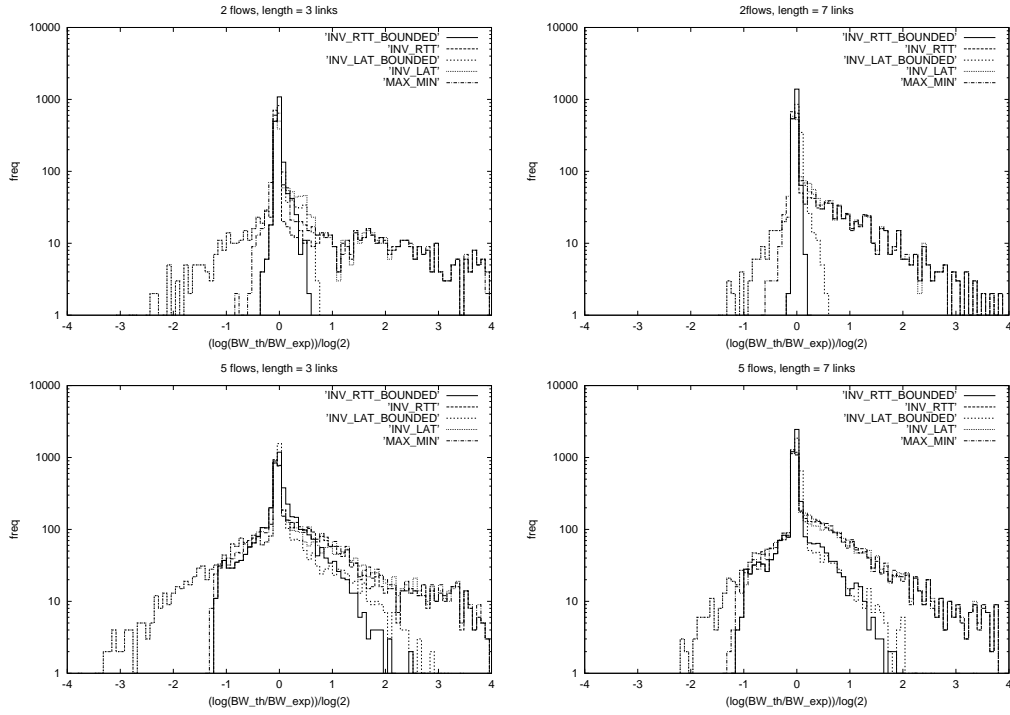 2 flows, length = 3 links
10000
1000
100
10
1
freq
'INV_RTT_BOUNDED'
'INV_RTT'
'INV_LAT_BOUNDED'
'INV_LAT'
'MAX_MIN'
-4 -3 -2 -1 0 1 2 3 4
(log(BW_th/BW_exp))/log(2)
2flows, length = 7 links
10000
1000
100
10
1
freq
'INV_RTT_BOUNDED'
'INV_RTT'
'INV_LAT_BOUNDED'
'INV_LAT'
'MAX_MIN'
-4 -3 -2 -1 0 1 2 3 4
(log(BW_th/BW_exp))/log(2)
5 flows, length = 3 links
10000
1000
100
10
1
freq
'INV_RTT_BOUNDED'
'INV_RTT'
'INV_LAT_BOUNDED'
'INV_LAT'
'MAX_MIN'
-4 -3 -2 -1 0 1 2 3 4
(log(BW_th/BW_exp))/log(2)
5 flows, length = 7 links
10000
1000
100
10
1
freq
'INV_RTT_BOUNDED'
'INV_RTT'
'INV_LAT_BOUNDED'
'INV_LAT'
'MAX_MIN'
-4 -3 -2 -1 0 1 2 3 4
(log(BW_th/BW_exp))/log(2)